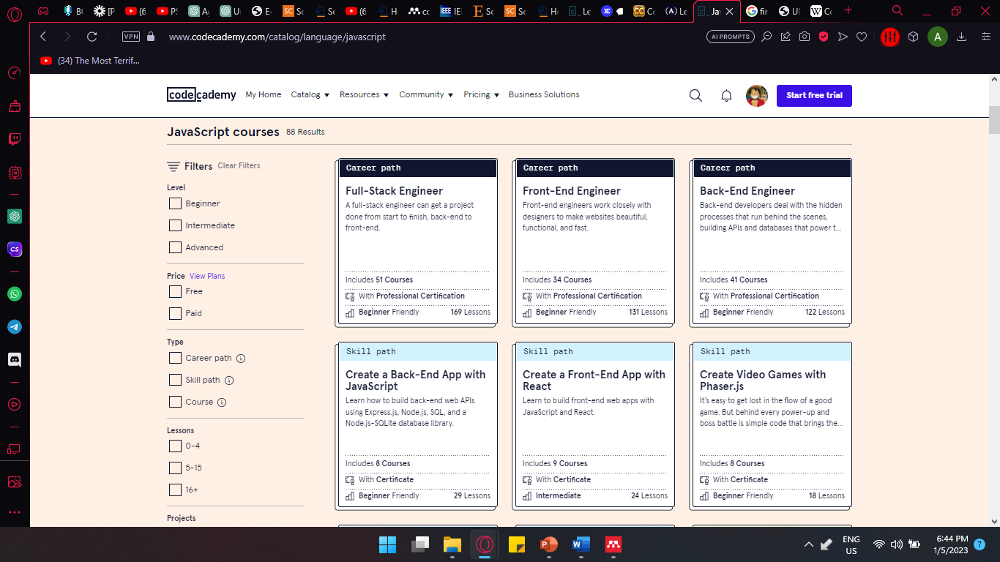 (6
PS
E-
Sc
Se
(6
H
co
IEI
Sc
Sc
H
Le
Co
Le
Ja
fir
Ul
Co
VPN
www.codecademy.com/catalog/language/javascript
AI PROMPTS
A
(34) The Most Terrif...
codecademy
My Home
Catalog
Resources
Community
Pricing
Business Solutions
Start free trial
JavaScript courses
88 Results
Filters
Clear Filters
Level
Beginner
Intermediate
Advanced
Price
View Plans
Free
Paid
Type
Career path
Skill path
Course
Lessons
0-4
5-15
16+
Projects
Career path
Full-Stack Engineer
A full-stack engineer can get a project
done from start to finish, back-end to
front-end.
Includes 51 Courses
With Professional Certification
Beginner Friendly
169 Lessons
Career path
Front-End Engineer
Front-end engineers work closely with
designers to make websites beautiful,
functional, and fast.
Includes 34 Courses
With Professional Certification
Beginner Friendly
131 Lessons
Career path
Back-End Engineer
Back-end developers deal with the hidden
processes that run behind the scenes,
building APIs and databases that power t...
Includes 41 Courses
With Professional Certification
Beginner Friendly
122 Lessons
Skill path
Create a Back-End App with
JavaScript
Learn how to build back-end web APIs
using Express.js, Node.js, SQL, and a
Node.js-SQLite database library.
Includes 8 Courses
With Certificate
Beginner Friendly
29 Lessons
Skill path
Create a Front-End App with
React
Learn to build front-end web apps with
JavaScript and React.
Includes 9 Courses
With Certificate
Intermediate
24 Lessons
Skill path
Create Video Games with
Phaser.js
It's easy to get lost in the flow of a good
game. But behind every power-up and
boss battle is simple code that brings the...
Includes 8 Courses
With Certificate
Beginner Friendly
18 Lessons
ENG
US
6:44 PM
1/5/2023
7